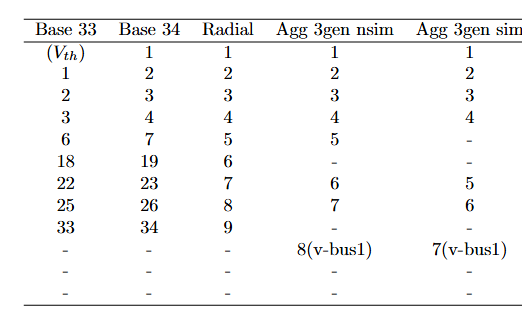 Base 33 Base 34 Radial Agg 3gen nsim Agg 3gen sim
(Vth) 1 1 1 1
1 2 2 2 2
2 3 3 3 3
3 4 4 4 4
6 7 5 5 -
18 19 6 - -
22 23 7 6 5
25 26 8 7 6
33 34 9 - -
- - - 8(v-bus1) 7(v-bus1)
- - - - -
- - - - -